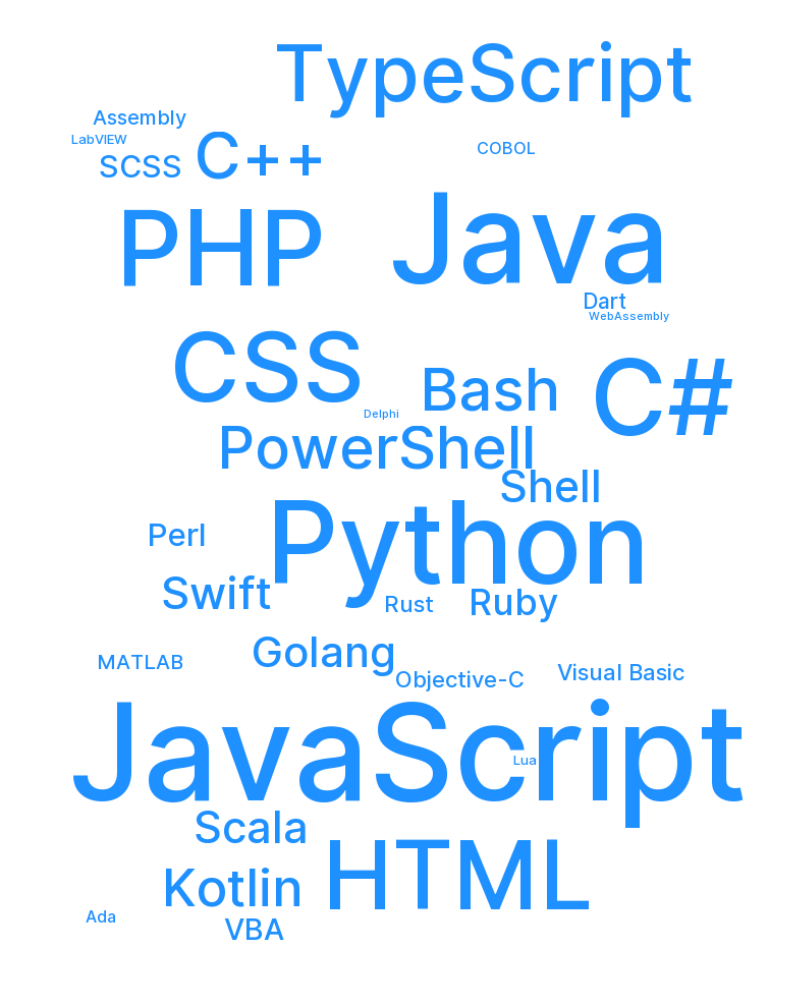 TypeScript
Assembly
LabVIEW
C++
COBOL
SCSS
PHP
Java
Dart
WebAssembly
CSS
Bash
C#
Delphi
PowerShell
Shell
Python
Perl
Swift
Rust
Ruby
Golang
MATLAB
Objective-C
Visual Basic
JavaScript
Lua
Scala
HTML
Kotlin
Ada
VBA